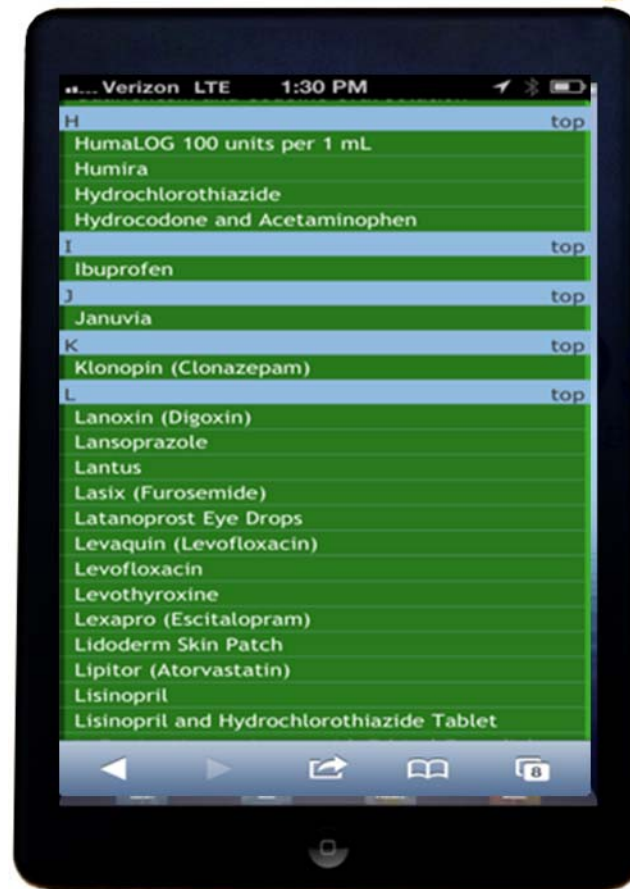 Verizon LTE 1:30 PM
H top
HumaLOG 100 units per 1 mL
Humira
Hydrochlorothiazide
Hydrocodone and Acetaminophen
I top
Ibuprofen
J top
Januvia
K top
Klonopin (Clonazepam)
L top
Lanoxin (Digoxin)
Lansoprazole
Lantus
Lasix (Furosemide)
Latanoprost Eye Drops
Levaquin (Levofloxacin)
Levofloxacin
Levothyroxine
Lexapro (Escitalopram)
Lidoderm Skin Patch
Lipitor (Atorvastatin)
Lisinopril
Lisinopril and Hydrochlorothiazide Tablet
8